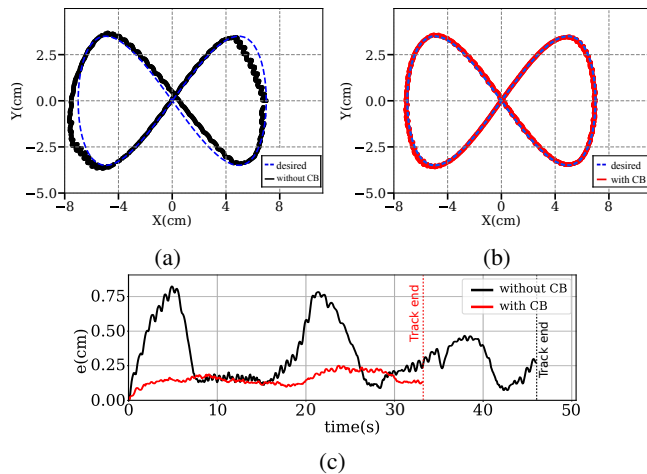 2.5
0.0
−2.5
−5.0
Y(cm)
−8
−4
0
4
8
X(cm)
desired
without CB
(a)
2.5
0.0
−2.5
−5.0
Y(cm)
−8
−4
0
4
8
X(cm)
desired
with CB
(b)
0.75
0.50
0.25
0.00
e(cm)
without CB
with CB
Track end
Track end
0
10
20
30
40
50
time(s)
(c)